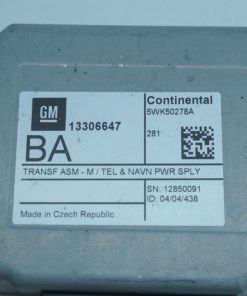 GM
Continental
13306647
5WK50278A
BA
281
TRANSF ASM - M / TEL & NAVN PWR SPLY
SN: 12850091
ID: 04/04/438
Made in Czech Republic